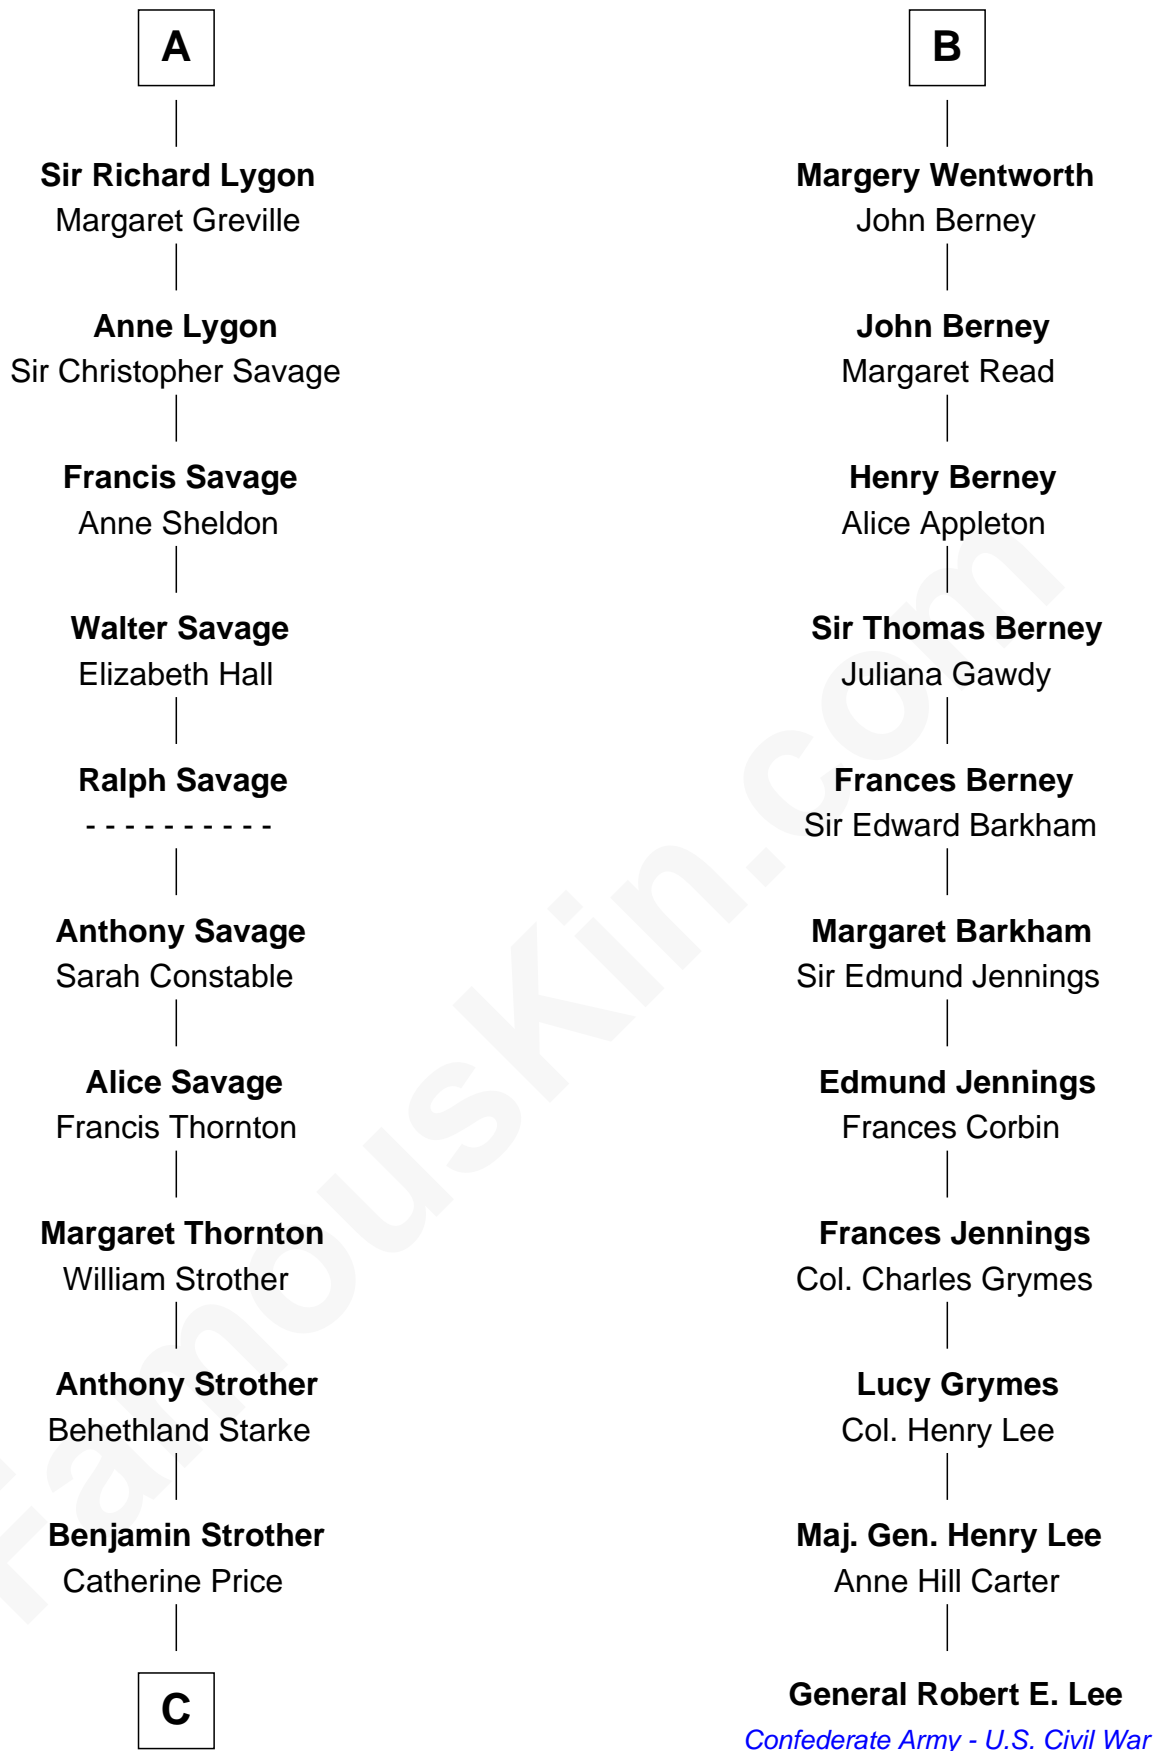 A
Sir Richard Lygon
Margaret Greville
Anne Lygon
Sir Christopher Savage
Francis Savage
Anne Sheldon
Walter Savage
Elizabeth Hall
Ralph Savage
- - - - - - - - - -
Anthony Savage
Sarah Constable
Alice Savage
Francis Thornton
Margaret Thornton
William Strother
Anthony Strother
Behethland Starke
Benjamin Strother
Catherine Price
C
B
Margery Wentworth
John Berney
John Berney
Margaret Read
Henry Berney
Alice Appleton
Sir Thomas Berney
Juliana Gawdy
Frances Berney
Sir Edward Barkham
Margaret Barkham
Sir Edmund Jennings
Edmund Jennings
Frances Corbin
Frances Jennings
Col. Charles Grymes
Lucy Grymes
Col. Henry Lee
Maj. Gen. Henry Lee
Anne Hill Carter
General Robert E. Lee
Confederate Army - U.S. Civil War
FamousKin.com